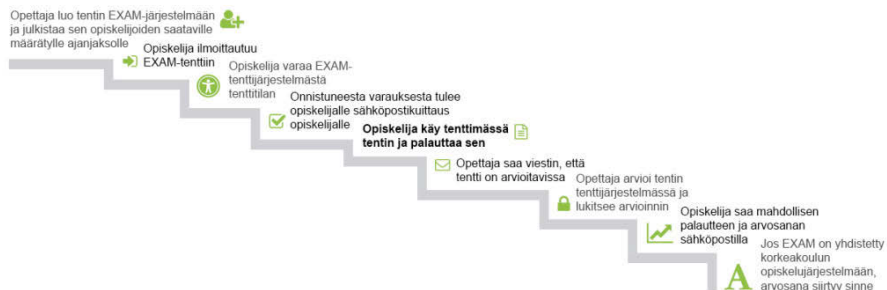 Opettaja luo tentin EXAM-järjestelmään
ja julkistaa sen opiskelijoiden saataville
määrätylle ajanjaksolle
Opiskelija ilmoittautuu
EXAM-tenttiin
Opiskelija varaa EXAM-
tenttijärjestelmästä
tenttitilan
Onnistuneesta varauksesta tulee
opiskelijalle sähköpostikuittaus
opiskelijalle
Opiskelija käy tenttimässä
tentin ja palauttaa sen
Opettaja saa viestin, että
tentti on arvioitavissa
Opettaja arvioi tentin
tenttijärjestelmässä ja
lukitsee arvioinnin
Opiskelija saa mahdollisen
palautteen ja arvosanan
sähköpostilla
Jos EXAM on yhdistetty
korkeakoulun
opiskelujärjestelmään,
arvosana siirtyy sinne